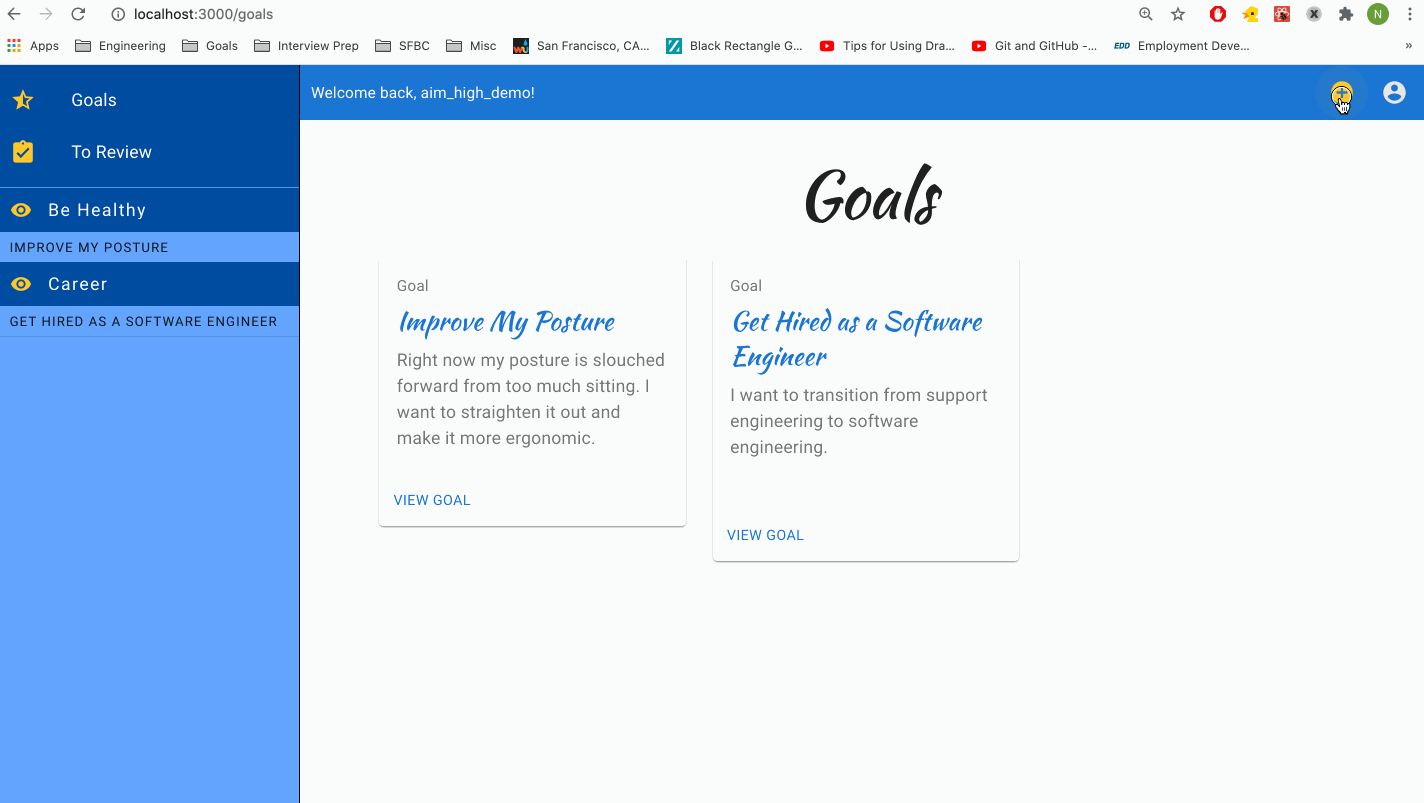 localhost:3000/goals
N
Apps Engineering Goals Interview Prep SFBC Misc San Francisco, CA... Black Rectangle G... Tips for Using Dra... Git and GitHub -... EDD Employment Deve... »
Goals
To Review
Be Healthy
IMPROVE MY POSTURE
Career
GET HIRED AS A SOFTWARE ENGINEER
Welcome back, aim_high_demo!
Goals
Goal
Improve My Posture
Right now my posture is slouched
forward from too much sitting. I
want to straighten it out and
make it more ergonomic.
VIEW GOAL
Goal
Get Hired as a Software
Engineer
I want to transition from support
engineering to software
engineering.
VIEW GOAL